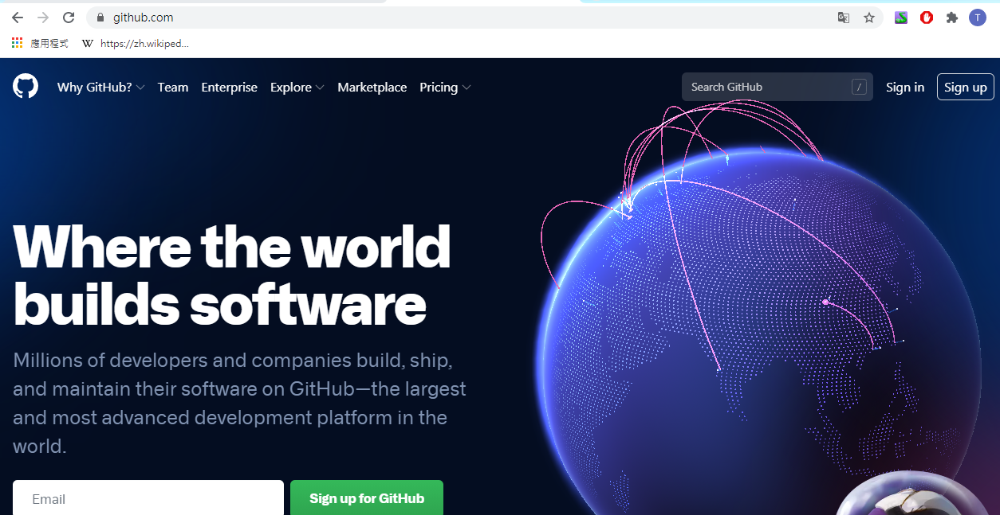 github.com
應用程式 W https://zh.wikiped...
Why GitHub? Team Enterprise Explore Marketplace Pricing Search GitHub / Sign in Sign up
Where the world
builds software
Millions of developers and companies build, ship,
and maintain their software on GitHub—the largest
and most advanced development platform in the
world.
Email Sign up for GitHub
T